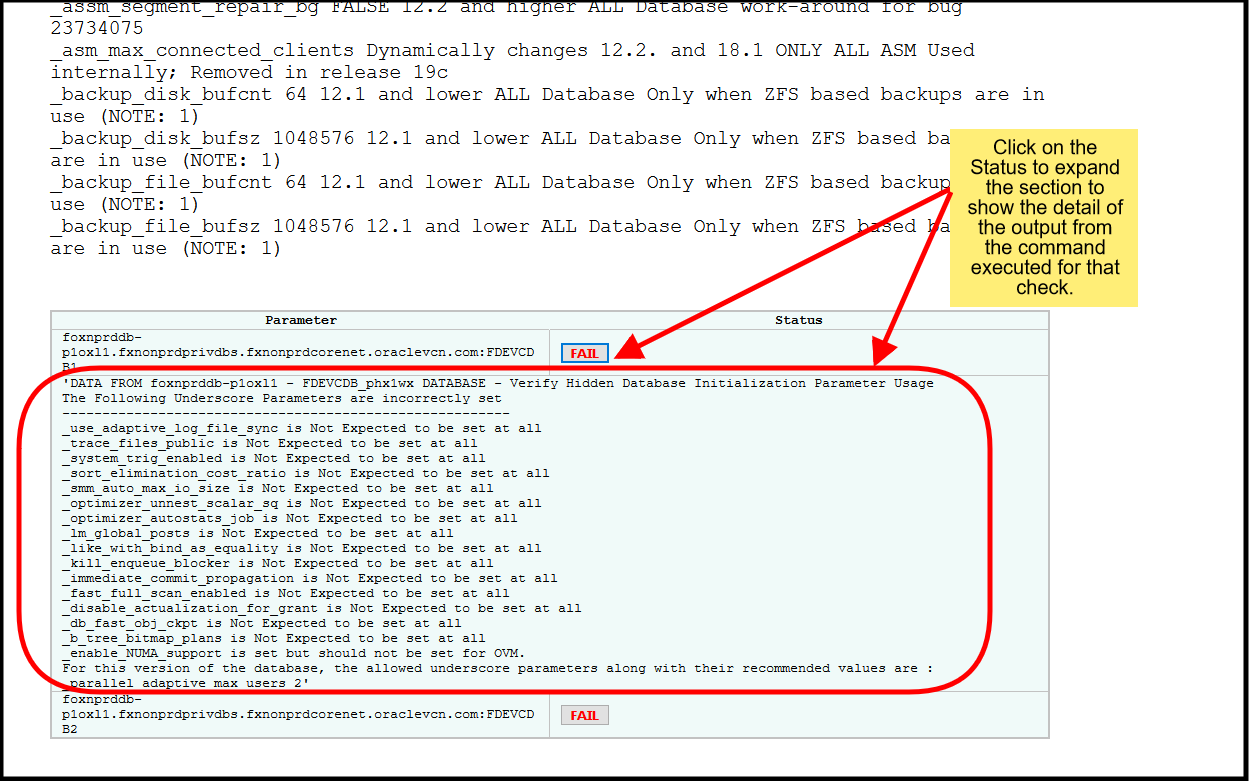 _assm_segment_repair_bg FALSE 12.2 and higher ALL Database work-around for bug
23734075
_asm_max_connected_clients Dynamically changes 12.2. and 18.1 ONLY ALL ASM Used
internally; Removed in release 19c
_backup_disk_bufcnt 64 12.1 and lower ALL Database Only when ZFS based backups are in
use (NOTE: 1)
_backup_disk_bufsz 1048576 12.1 and lower ALL Database Only when ZFS based ba
are in use (NOTE: 1)
_backup_file_bufcnt 64 12.1 and lower ALL Database Only when ZFS based backup
use (NOTE: 1)
_backup_file_bufsz 1048576 12.1 and lower ALL Database Only when ZFS based ba
are in use (NOTE: 1)
Click on the
Status to expand
the section to
show the detail of
the output from
the command
executed for that
check.
Parameter Status
foxnprddb-
p1oxl1.fxnonprdprivdbs.fxnonprdcorenet.oraclevcn.com:FDEVCD
B1
FAIL
'DATA FROM foxnprddb-p1oxl1 - FDEVCDB_phx1wx DATABASE - Verify Hidden Database Initialization Parameter Usage
The Following Underscore Parameters are incorrectly set
--------------------------------------------------------
_use_adaptive_log_file_sync is Not Expected to be set at all
_trace_files_public is Not Expected to be set at all
_system_trig_enabled is Not Expected to be set at all
_sort_elimination_cost_ratio is Not Expected to be set at all
_smm_auto_max_io_size is Not Expected to be set at all
_optimizer_unnest_scalar_sq is Not Expected to be set at all
_optimizer_autostats_job is Not Expected to be set at all
_lm_global_posts is Not Expected to be set at all
_like_with_bind_as_equality is Not Expected to be set at all
_kill_enqueue_blocker is Not Expected to be set at all
_immediate_commit_propagation is Not Expected to be set at all
_fast_full_scan_enabled is Not Expected to be set at all
_disable_actualization_for_grant is Not Expected to be set at all
_db_fast_obj_ckpt is Not Expected to be set at all
_b_tree_bitmap_plans is Not Expected to be set at all
_enable_NUMA_support is set but should not be set for OVM.
For this version of the database, the allowed underscore parameters along with their recommended values are :
_parallel_adaptive_max_users 2'
foxnprddb-
p1oxl1.fxnonprdprivdbs.fxnonprdcorenet.oraclevcn.com:FDEVCD
B2
FAIL